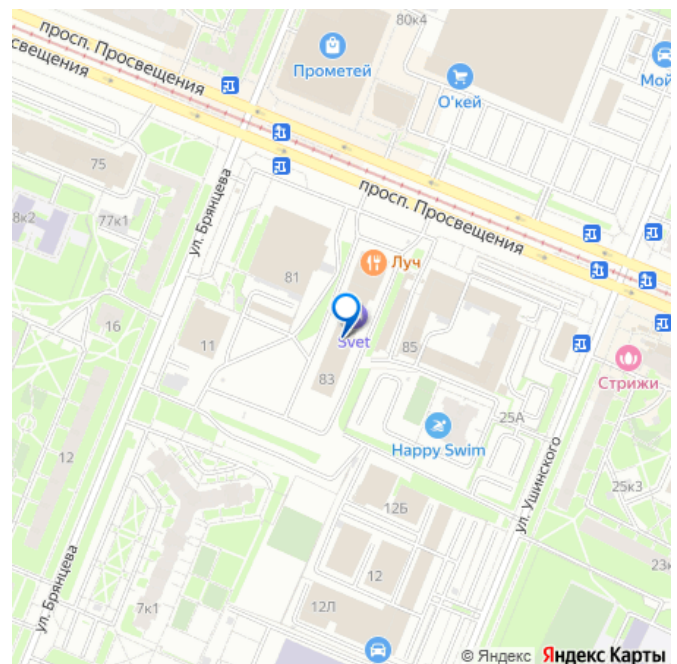 80к4
просп. Просвещения
Прометей
О'кей
Мой
свещения
75
просп. Просвещения
8к2
77к1
ул. Брянцева
Луч
81
16
11
Svet
85
83
Стрижи
25А
Happy Swim
12
ул. Ушинского
25к3
12Б
ул. Брянцева
12
23к
7к1
12Л
© Яндекс Яндекс Карты